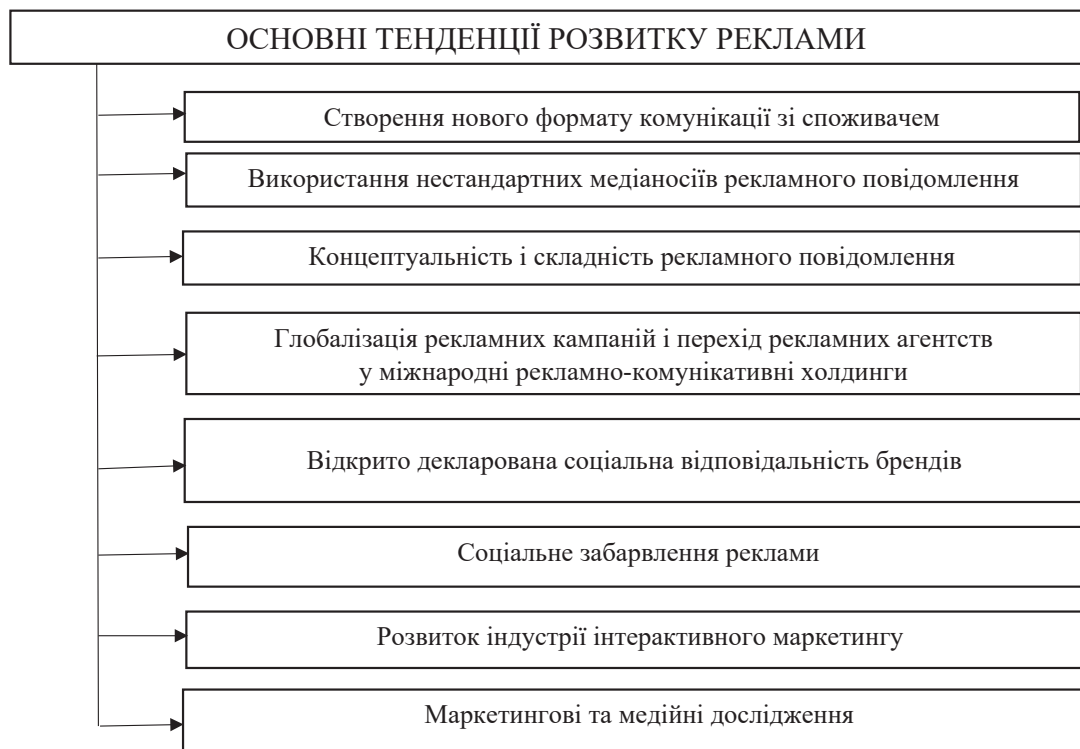 ОСНОВНІ ТЕНДЕНЦІЇ РОЗВИТКУ РЕКЛАМИ
Створення нового формату комунікації зі споживачем
Використання нестандартних медіаносіїв рекламного повідомлення
Концептуальність і складність рекламного повідомлення
Глобалізація рекламних кампаній і перехід рекламних агентств
у міжнародні рекламно-комунікативні холдинги
Відкрито декларована соціальна відповідальність брендів
Соціальне забарвлення реклами
Розвиток індустрії інтерактивного маркетингу
Маркетингові та медійні дослідження